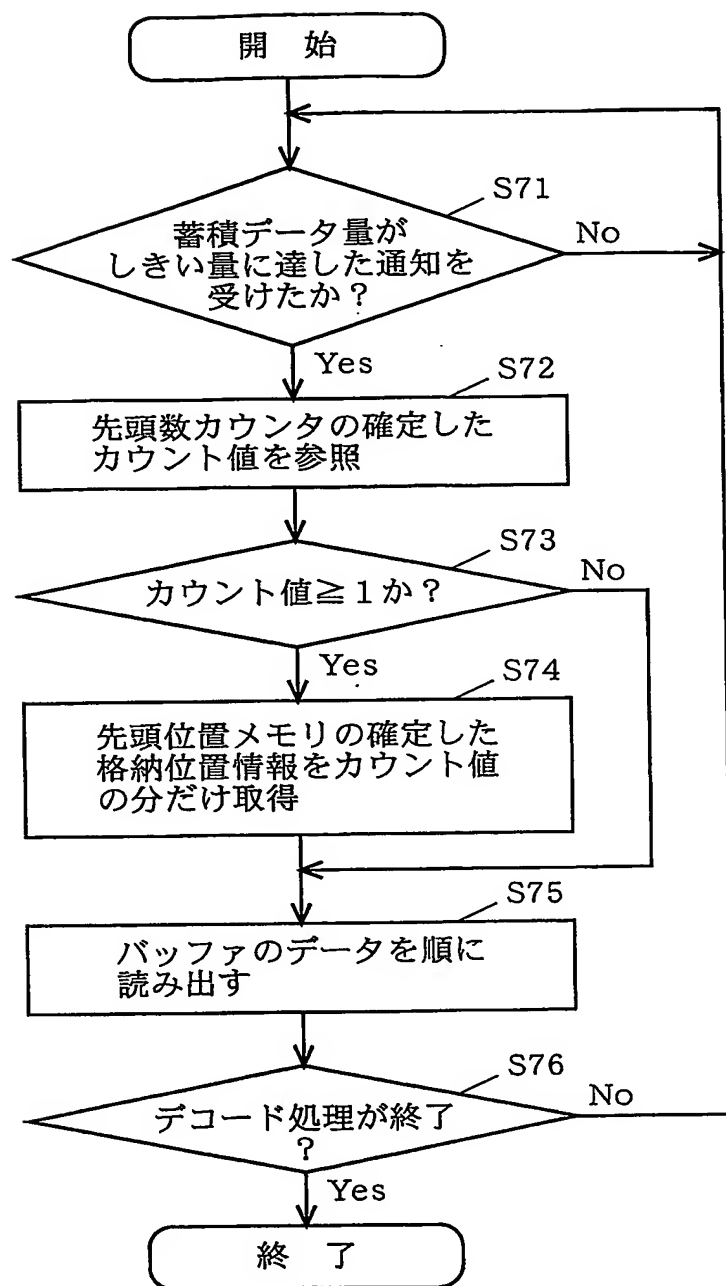 開 始
S71
蓄積データ量が
しきい量に達した通知を
受けたか？
No
Yes
S72
先頭数カウンタの確定した
カウント値を参照
S73
カウント値≧１か？
No
Yes
S74
先頭位置メモリの確定した
格納位置情報をカウント値
の分だけ取得
S75
バッファのデータを順に
読み出す
S76
デコード処理が終了
？
No
Yes
終 了